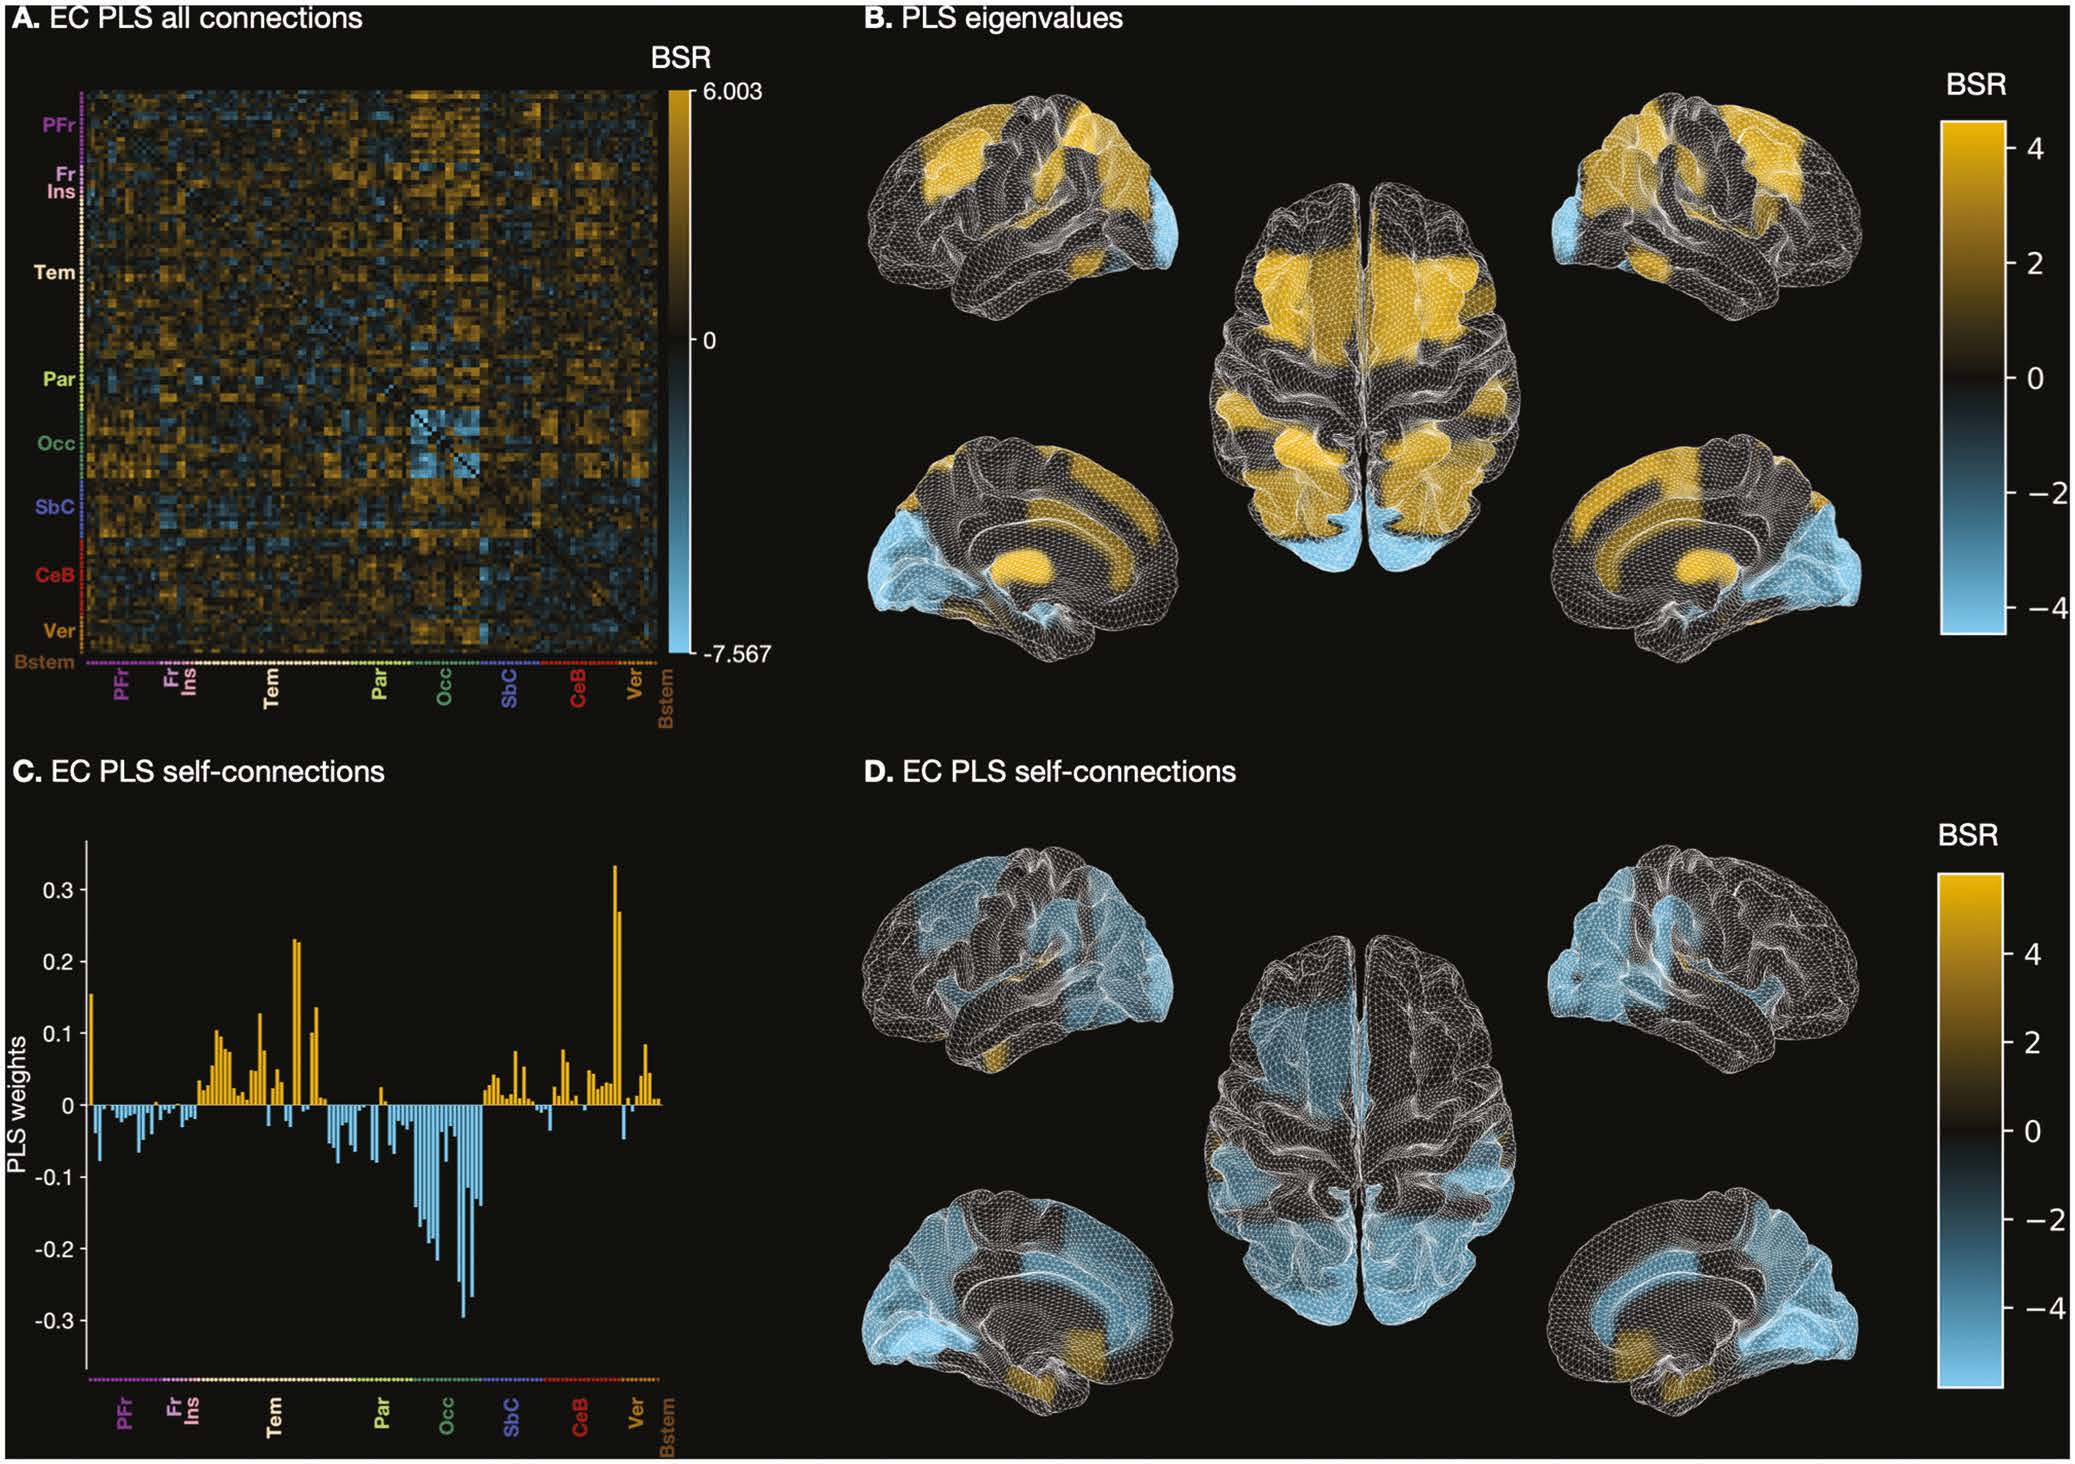 A. EC PLS all connections
BSR
6.003
0
-7.567
PFr
Fr
Ins
Tem
Par
Occ
SbC
CeB
Ver
Bstem
PFr
Fr
Ins
Tem
Par
Occ
SbC
CeB
Ver
Bstem
B. PLS eigenvalues
BSR
4
2
0
−2
−4
C. EC PLS self-connections
PLS weights
0.3
0.2
0.1
0
-0.1
-0.2
-0.3
PFr
Fr
Ins
Tem
Par
Occ
SbC
CeB
Ver
Bstem
D. EC PLS self-connections
BSR
4
2
0
−2
−4